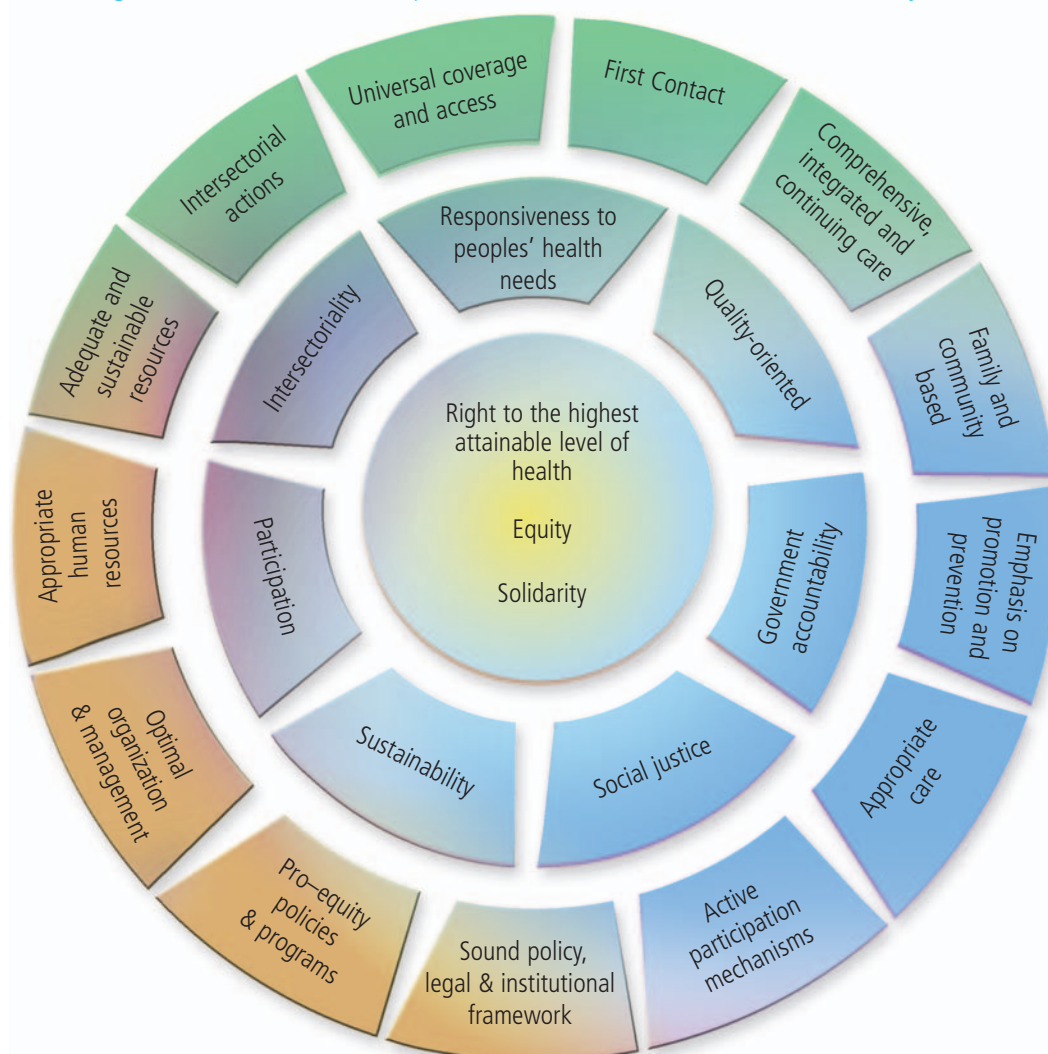 Universal coverage
and access
First Contact
Comprehensive,
integrated and
continuing care
Family and
community
based
Emphasis on
promotion and
prevention
Appropriate
care
Active
participation
mechanisms
Sound policy,
legal & institutional
framework
Pro–equity
policies
& programs
Optimal
organization
& management
Appropriate
human
resources
Adequate and
sustainable
resources
Intersectorial
actions
Responsiveness to
peoples’ health
needs
Quality-oriented
Government
accountability
Social justice
Sustainability
Participation
Intersectoriality
Right to the highest
attainable level of
health
Equity
Solidarity